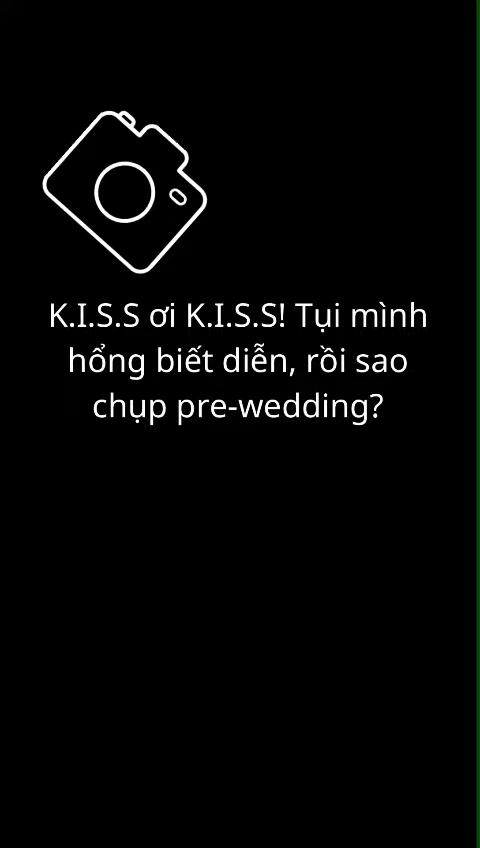 K.I.S.S ơi K.I.S.S! Tụi mình
hổng biết diễn, rồi sao
chụp pre-wedding?